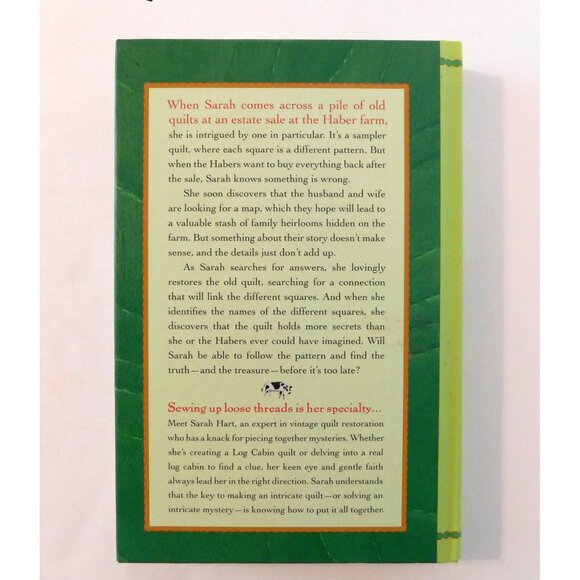 When Sarah comes across a pile of old
quilts at an estate sale at the Haber farm,
she is intrigued by one in particular. It's a sampler
quilt, where each square is a different pattern. But
when the Habers want to buy everything back after
the sale, Sarah knows something is wrong.
She soon discovers that the husband and wife
are looking for a map, which they hope will lead to
a valuable stash of family heirlooms hidden on the
farm. But something about their story doesn't make
sense, and the details just don't add up.
As Sarah searches for answers, she lovingly
restores the old quilt, searching for a connection
that will link the different squares. And when she
identifies the names of the different squares, she
discovers that the quilt holds more secrets than
she or the Habers ever could have imagined. Will
Sarah be able to follow the pattern and find the
truth—and the treasure—before it's too late?
Sewing up loose threads is her specialty...
Meet Sarah Hart, an expert in vintage quilt restoration
who has a knack for piecing together mysteries. Whether
she's creating a Log Cabin quilt or delving into a real
log cabin to find a clue, her keen eye and gentle faith
always lead her in the right direction. Sarah understands
that the key to making an intricate quilt—or solving an
intricate mystery—is knowing how to put it all together.